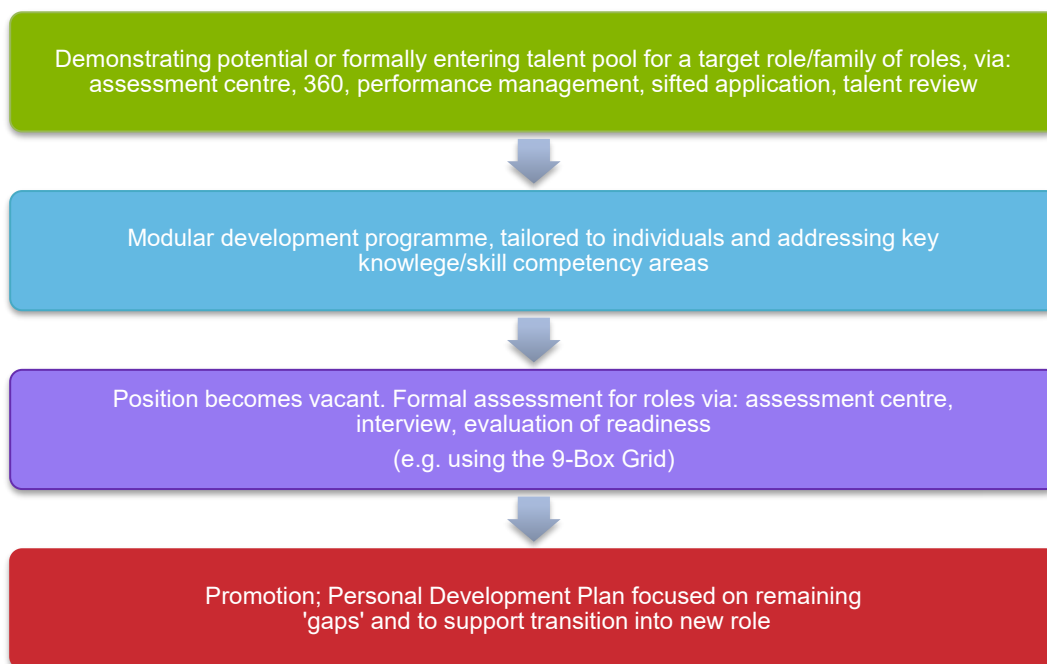 Demonstrating potential or formally entering talent pool for a target role/family of roles, via:
assessment centre, 360, performance management, sifted application, talent review
Modular development programme, tailored to individuals and addressing key
knowlege/skill competency areas
Position becomes vacant. Formal assessment for roles via: assessment centre,
interview, evaluation of readiness
(e.g. using the 9-Box Grid)
Promotion; Personal Development Plan focused on remaining
'gaps' and to support transition into new role